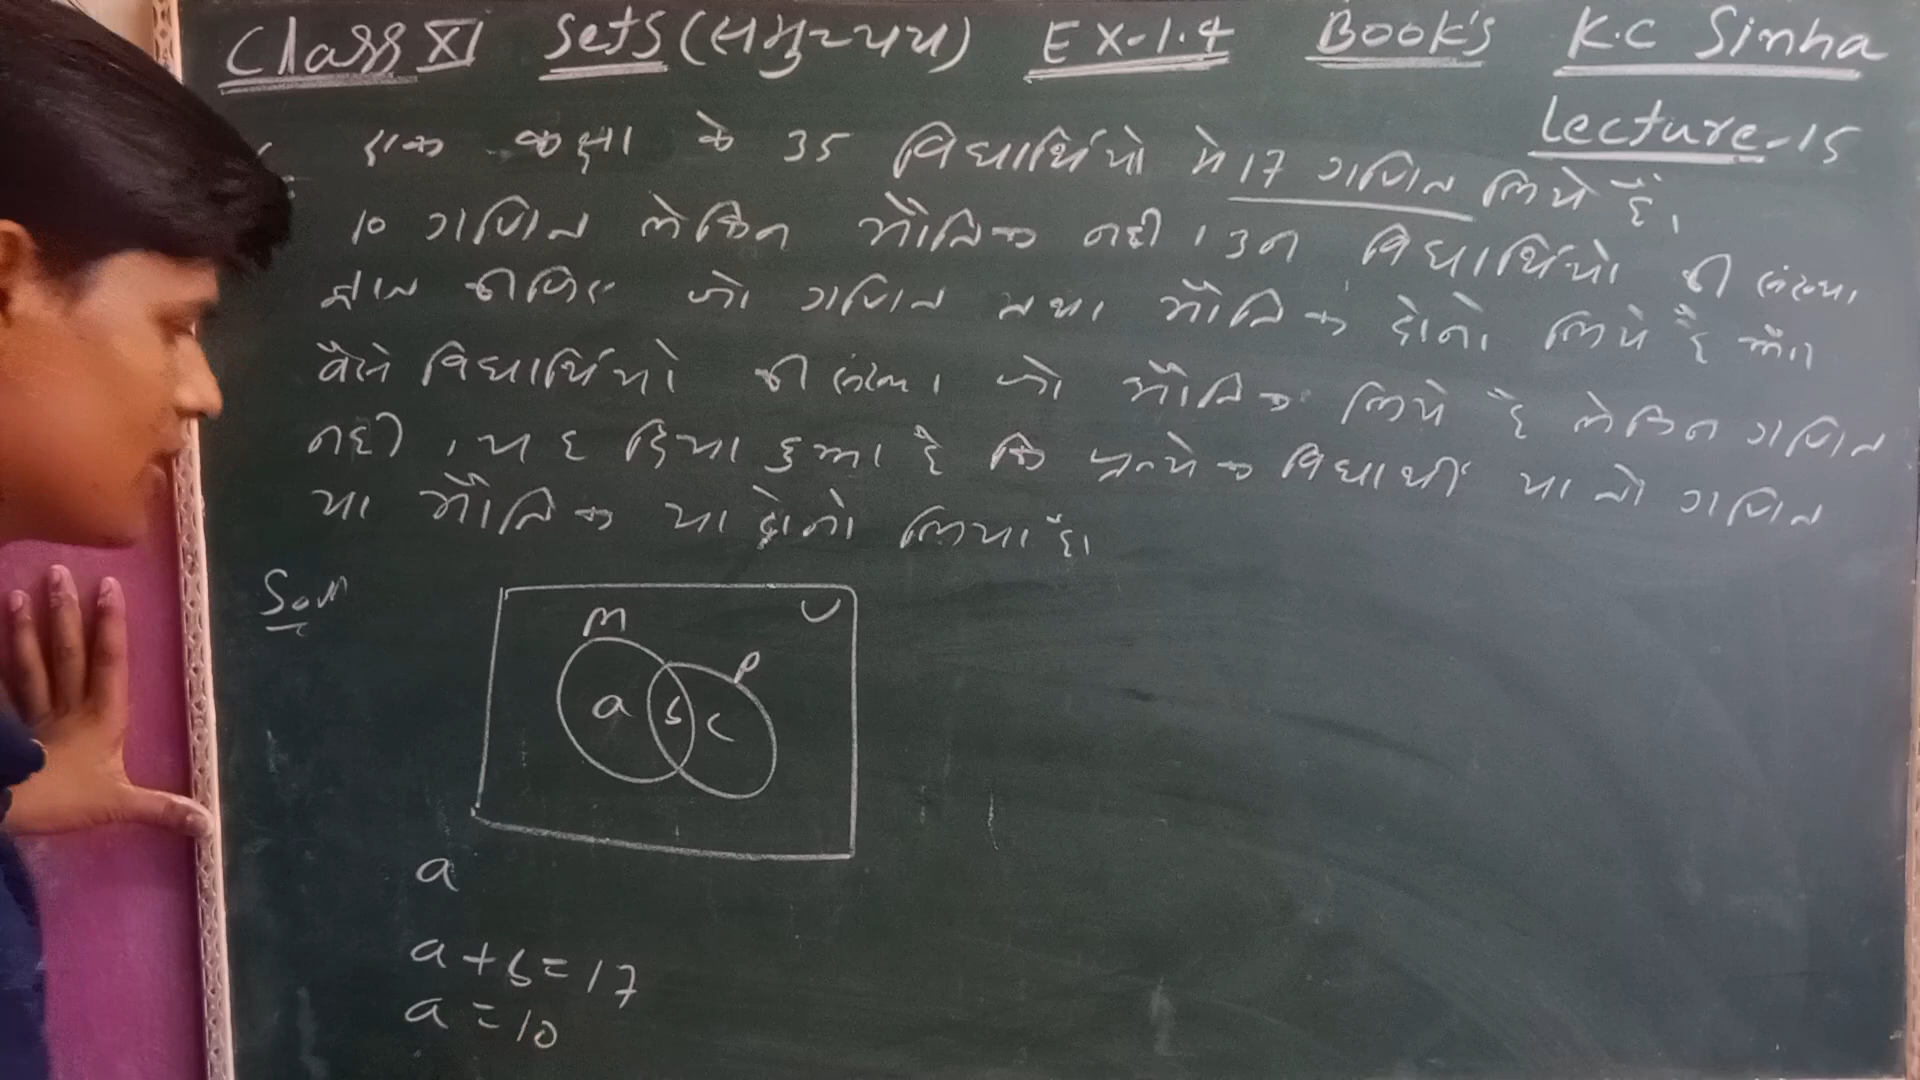 Class XI Sets (समुच्चय) EX-1.4 Book's K.C Sinha
Lecture-15
एक कक्षा के 35 विद्यार्थियो मे 17 गणित लिये हैं।
10 गणित लेकिन भौतिक नही । उन विद्यार्थियो की संख्या
ज्ञात कीजिए जो गणित तथा भौतिक दोनो लिये है और
वैसे विद्यार्थियो की संख्या जो भौतिक लिये है लेकिन गणित
नही । यह दिया हुआ है कि प्रत्येक विद्यार्थी या तो गणित
या भौतिक या दोनो लिया है।
Soln
M U
P
a b c
a
a+b=17
a=10